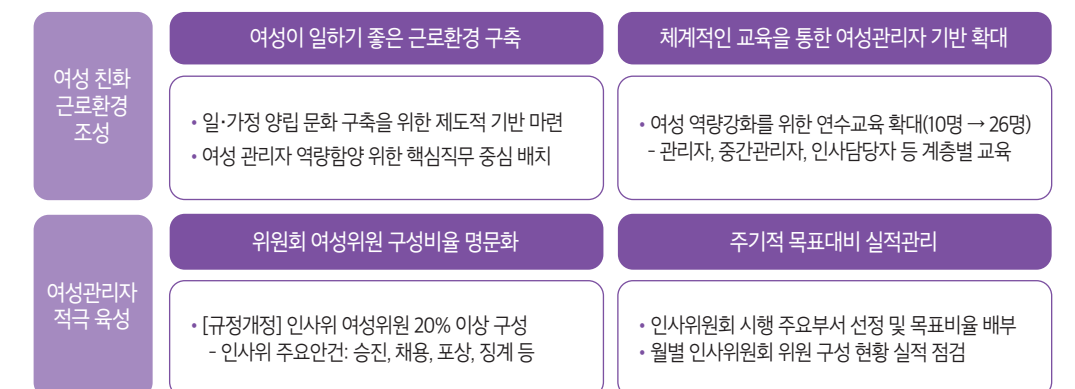 여성 친화
근로환경
조성
여성이 일하기 좋은 근로환경 구축
• 일·가정 양립 문화 구축을 위한 제도적 기반 마련
• 여성 관리자 역량함양 위한 핵심직무 중심 배치
체계적인 교육을 통한 여성관리자 기반 확대
• 여성 역량강화를 위한 연수교육 확대(10명 → 26명)
- 관리자, 중간관리자, 인사담당자 등 계층별 교육
여성관리자
적극 육성
위원회 여성위원 구성비율 명문화
• [규정개정] 인사위 여성위원 20% 이상 구성
- 인사위 주요안건: 승진, 채용, 포상, 징계 등
주기적 목표대비 실적관리
• 인사위원회 시행 주요부서 선정 및 목표비율 배부
• 월별 인사위원회 위원 구성 현황 실적 점검